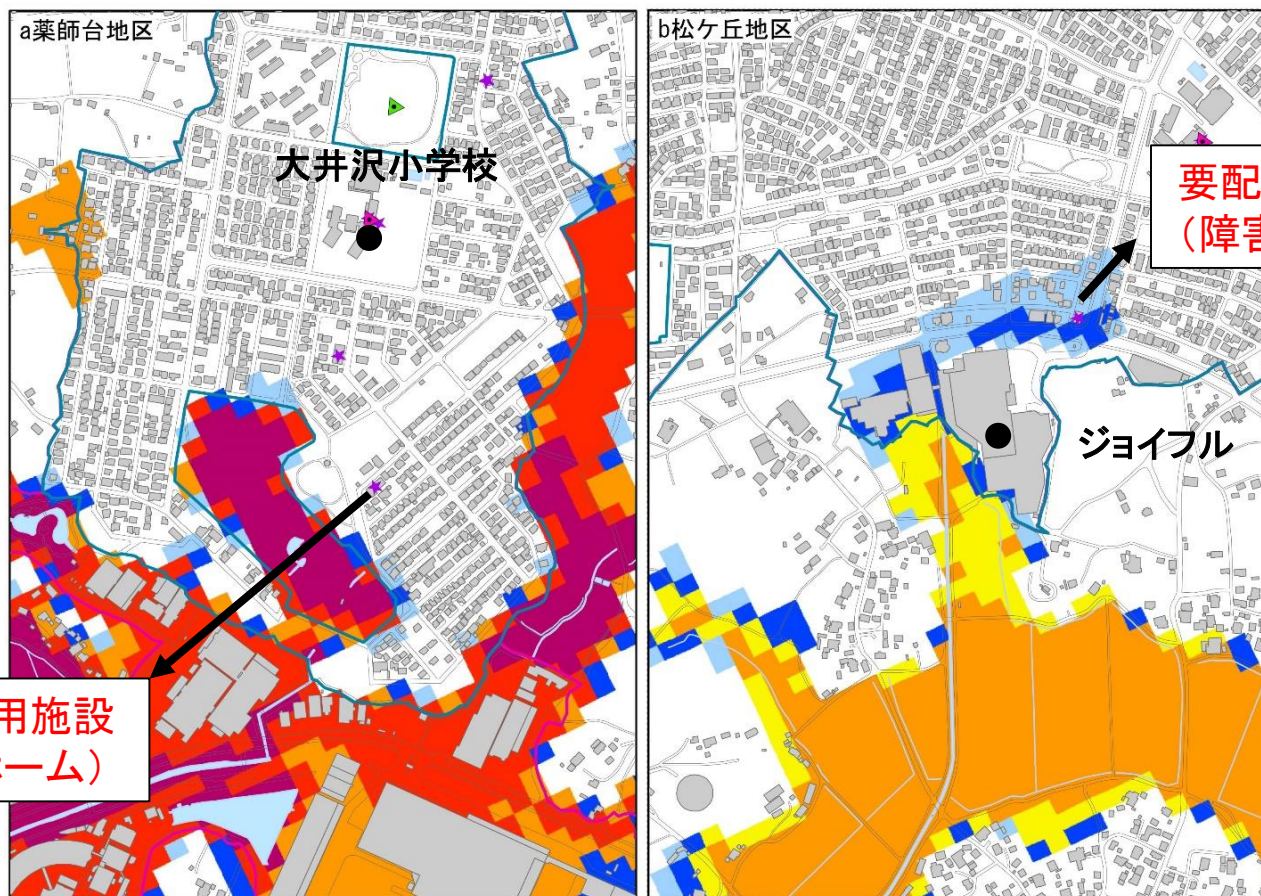 a薬師台地区
大井沢小学校
用施設
ホーム）
b松ケ丘地区
要配
（障害
ジョイフル